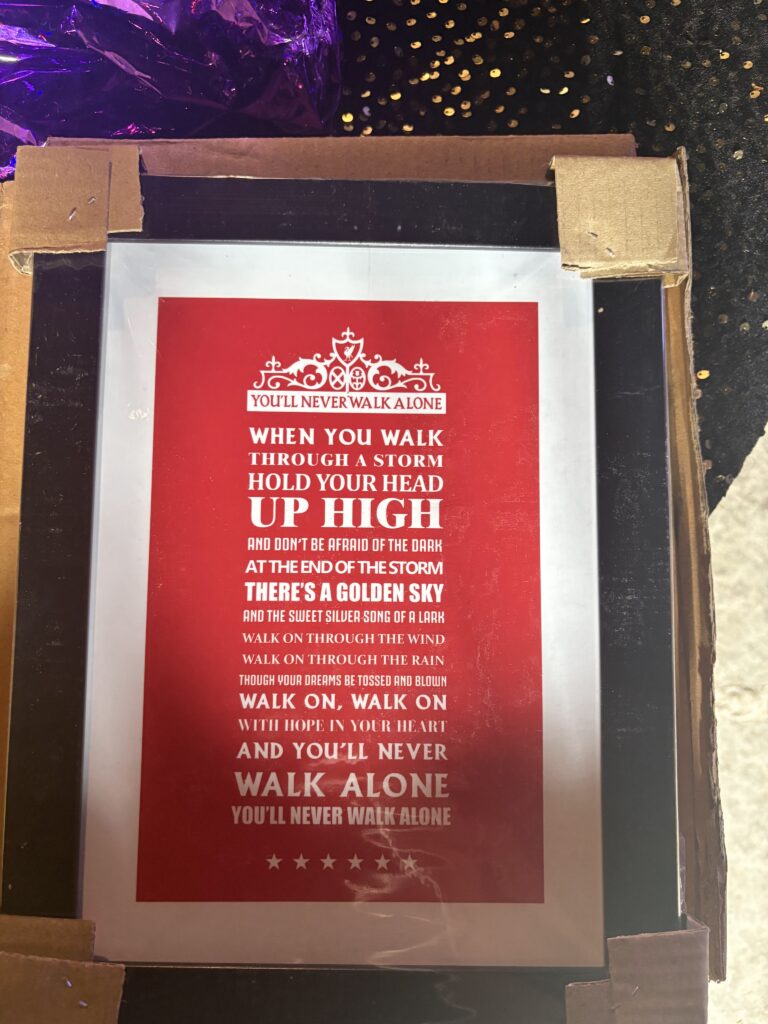 YOU'LL NEVER WALK ALONE
WHEN YOU WALK
THROUGH A STORM
HOLD YOUR HEAD
UP HIGH
AND DON'T BE AFRAID OF THE DARK
AT THE END OF THE STORM
THERE'S A GOLDEN SKY
AND THE SWEET SILVER SONG OF A LARK
WALK ON THROUGH THE WIND
WALK ON THROUGH THE RAIN
THOUGH YOUR DREAMS BE TOSSED AND BLOWN
WALK ON, WALK ON
WITH HOPE IN YOUR HEART
AND YOU'LL NEVER
WALK ALONE
YOU'LL NEVER WALK ALONE